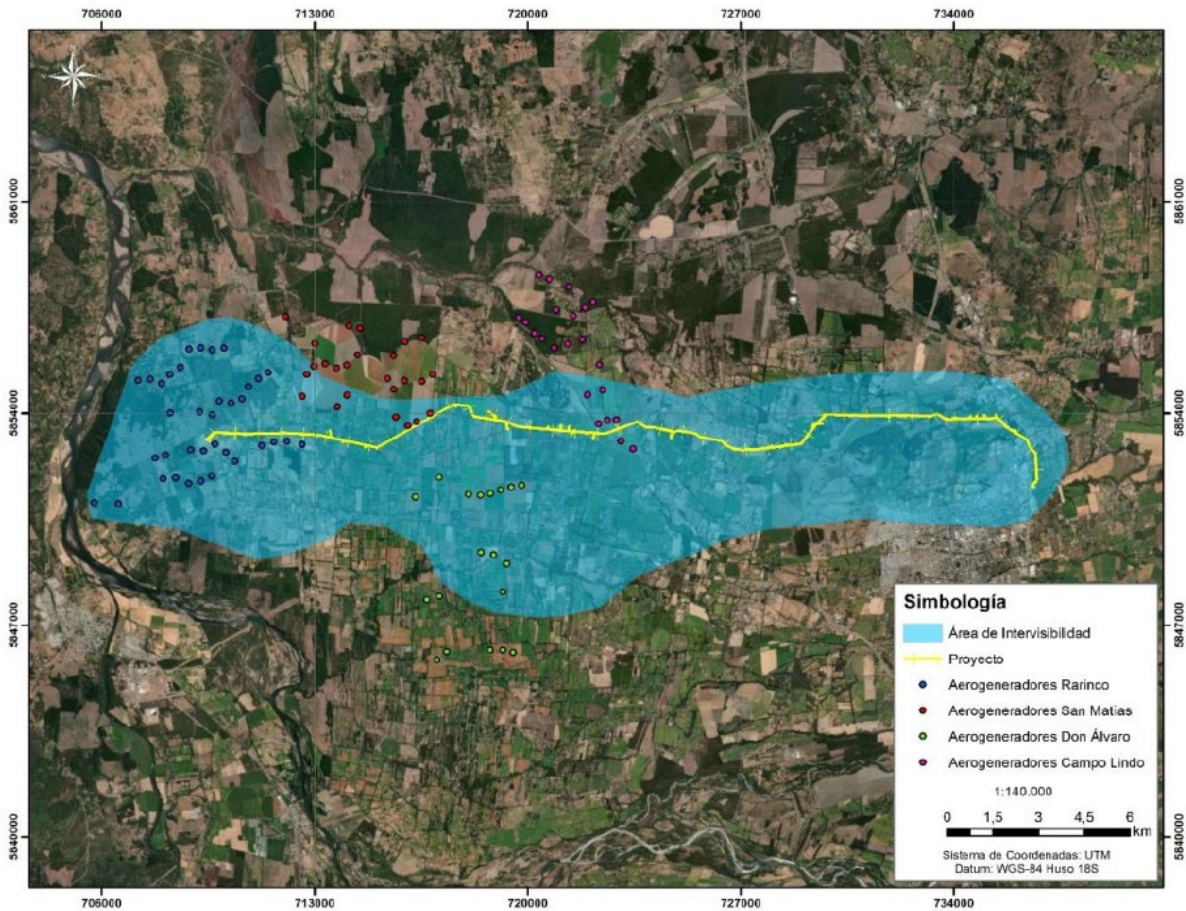 706000 713000 720000 727000 734000
5861000 5861000
5854000 5854000
5847000 5847000
5840000 5840000
Simbología
Área de Intervisibilidad
Proyecto
Aerogeneradores Rarinco
Aerogeneradores San Matías
Aerogeneradores Don Álvaro
Aerogeneradores Campo Lindo
1:140.000
0 1,5 3 4,5 6
km
Sistema de Coordenadas: UTM
Datum: WGS-84 Huso 18S
706000 713000 720000 727000 734000